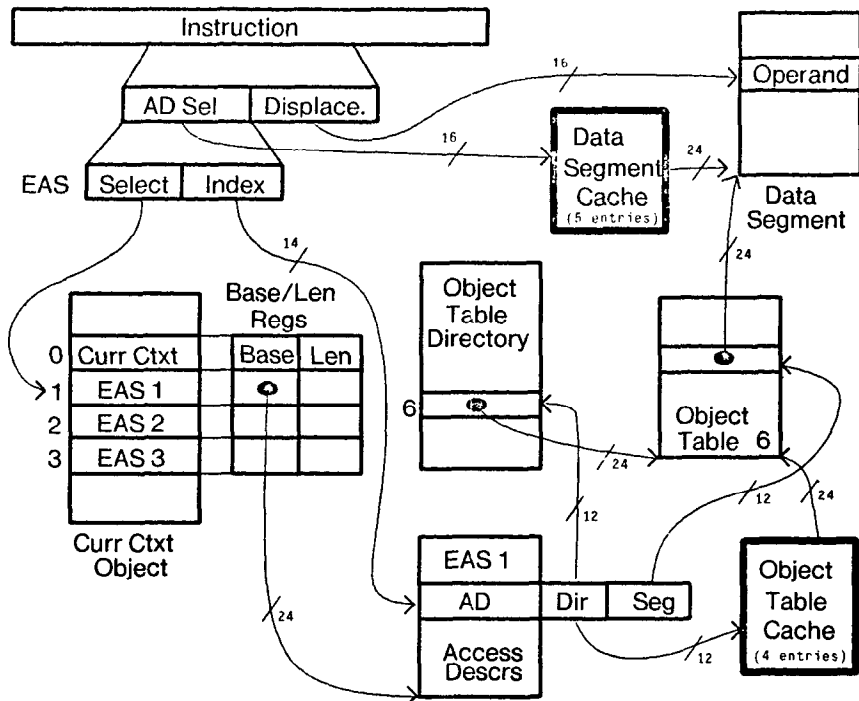 Instruction
AD Sel
Displace.
EAS
Select
Index
16
16
Operand
Data
Segment
Cache
(5 entries)
24
Data
Segment
14
24
Base/Len
Regs
Object
Table
Directory
0
Curr Ctxt
Base
Len
1
EAS 1
2
EAS 2
3
EAS 3
6
Object
Table 6
24
12
12
24
Curr Ctxt
Object
EAS 1
AD
Dir
Seg
24
Access
Descrs
12
Object
Table
Cache
(4 entries)